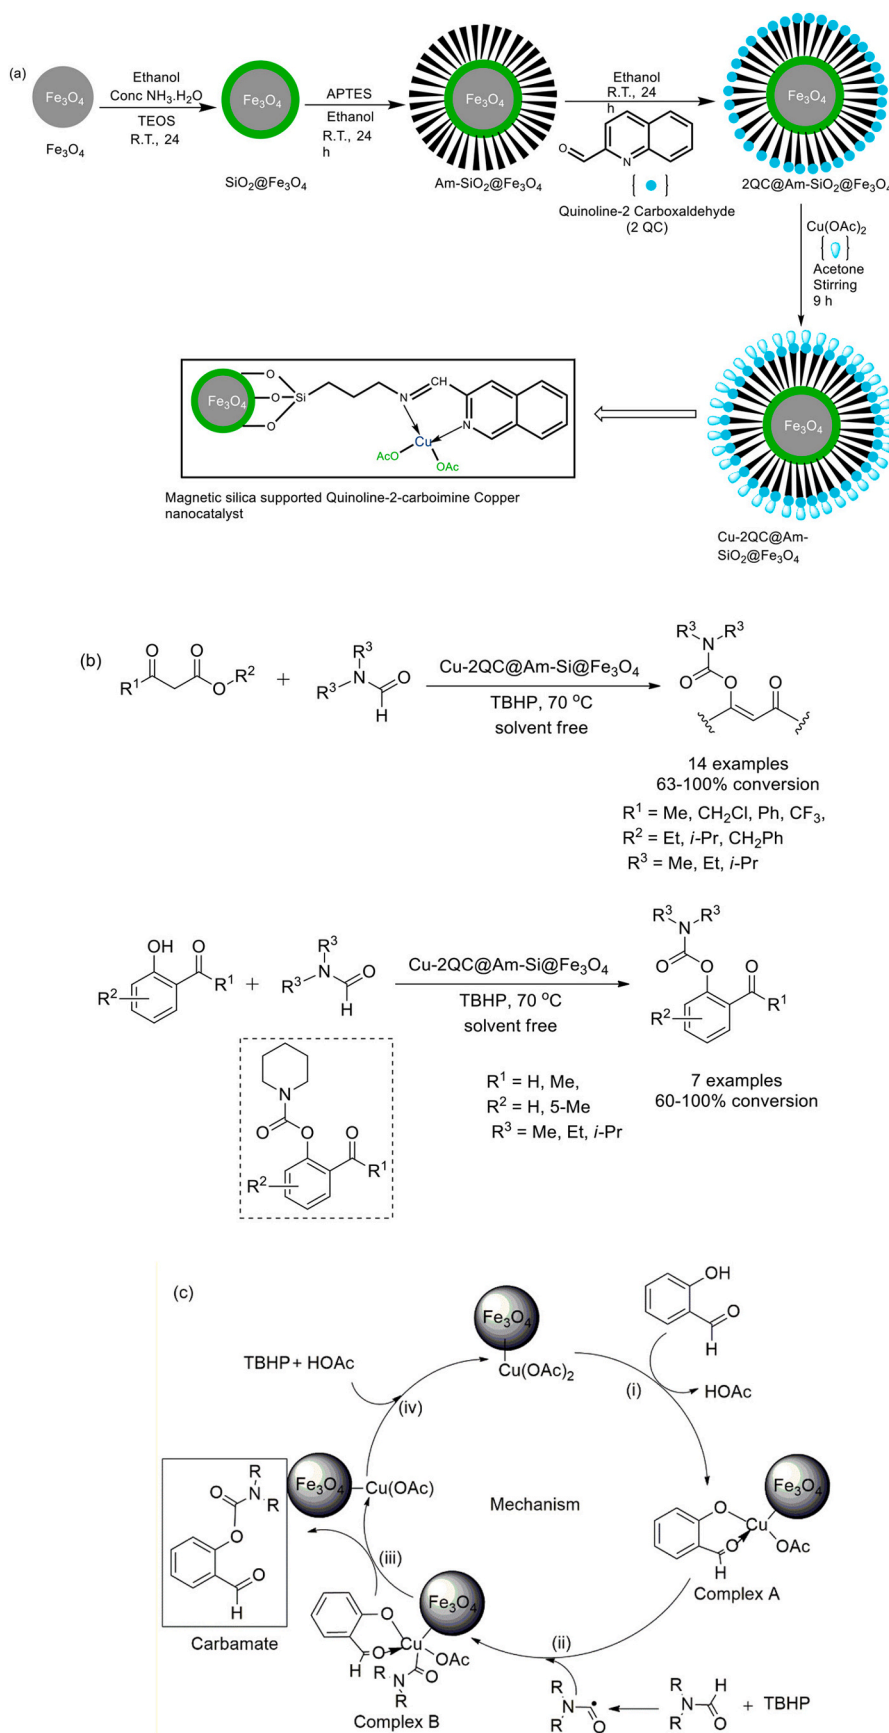 (a)
Fe₃O₄
Fe₃O₄
Ethanol
Conc NH₃.H₂O
TEOS
R.T., 24
Fe₃O₄
SiO₂@Fe₃O₄
APTES
Ethanol
R.T., 24
h
Fe₃O₄
Am-SiO₂@Fe₃O₄
Ethanol
R.T., 24
h
O
N
Quinoline-2 Carboxaldehyde
(2 QC)
Fe₃O₄
2QC@Am-SiO₂@Fe₃O₄
Cu(OAc)₂
Acetone
Stirring
9 h
Fe₃O₄
Cu-2QC@Am-
SiO₂@Fe₃O₄
Fe₃O₄
O
O
O
Si
N
CH
N
Cu
AcO
OAc
Magnetic silica supported Quinoline-2-carboimine Copper
nanocatalyst
(b)
O
O
R¹
O
R²
+
R³
R³
N
O
H
Cu-2QC@Am-Si@Fe₃O₄
TBHP, 70 °C
solvent free
R³
R³
N
O
O
O
14 examples
63-100% conversion
R¹ = Me, CH₂Cl, Ph, CF₃,
R² = Et, i-Pr, CH₂Ph
R³ = Me, Et, i-Pr
OH
O
R¹
R²
+
R³
R³
N
O
H
Cu-2QC@Am-Si@Fe₃O₄
TBHP, 70 °C
solvent free
R³
R³
N
O
O
O
R¹
R²
7 examples
60-100% conversion
N
O
O
O
R¹
R²
R¹ = H, Me,
R² = H, 5-Me
R³ = Me, Et, i-Pr
(c)
Fe₃O₄
Cu(OAc)₂
OH
O
H
(i)
HOAc
TBHP + HOAc
(iv)
Fe₃O₄
Cu(OAc)
Mechanism
Fe₃O₄
O
Cu
O
OAc
H
Complex A
R
N
R
O
O
O
H
Carbamate
(iii)
Fe₃O₄
O
Cu
O
OAc
H
R
N
O
R
Complex B
(ii)
R
N
R
O
R
N
R
H
O
+ TBHP